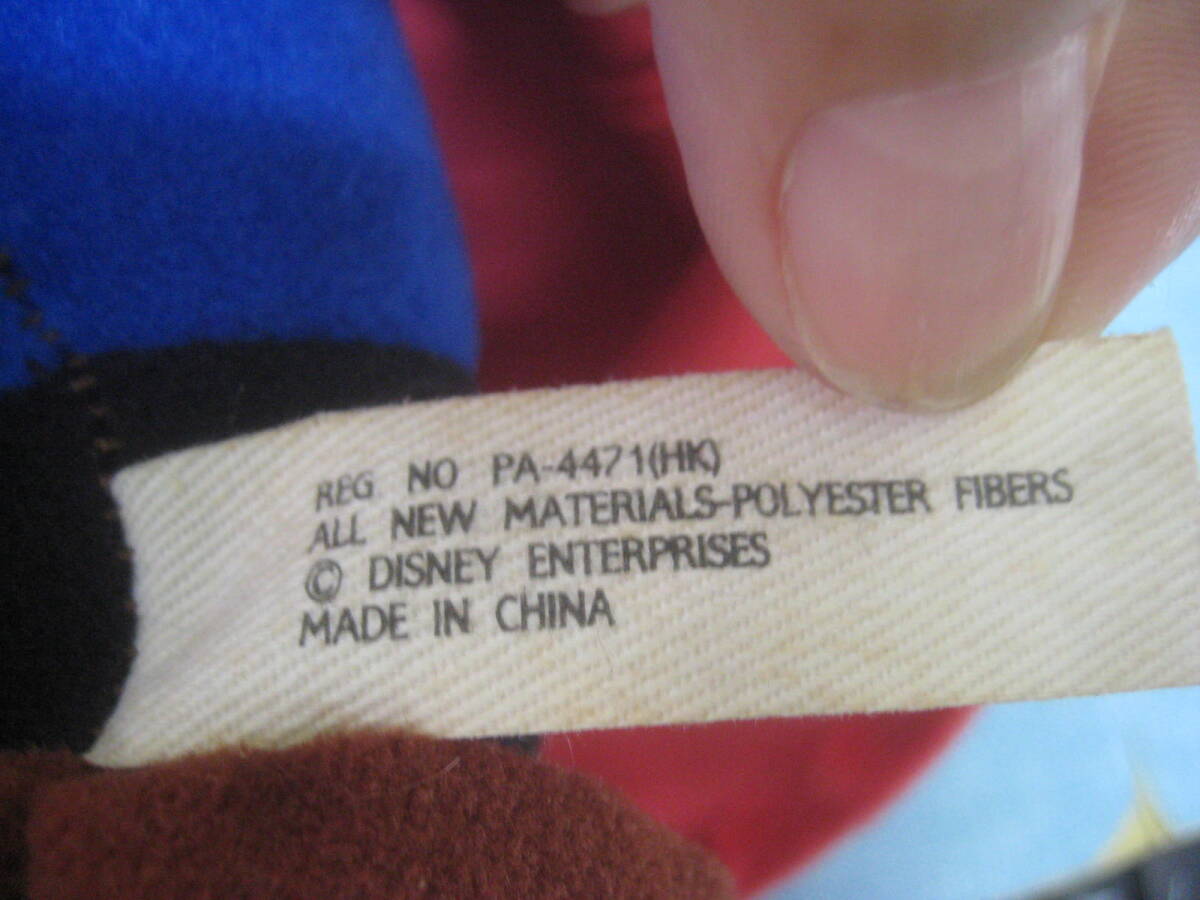 REG NO PA-4471(HK)
ALL NEW MATERIALS-POLYESTER FIBERS
© DISNEY ENTERPRISES
MADE IN CHINA